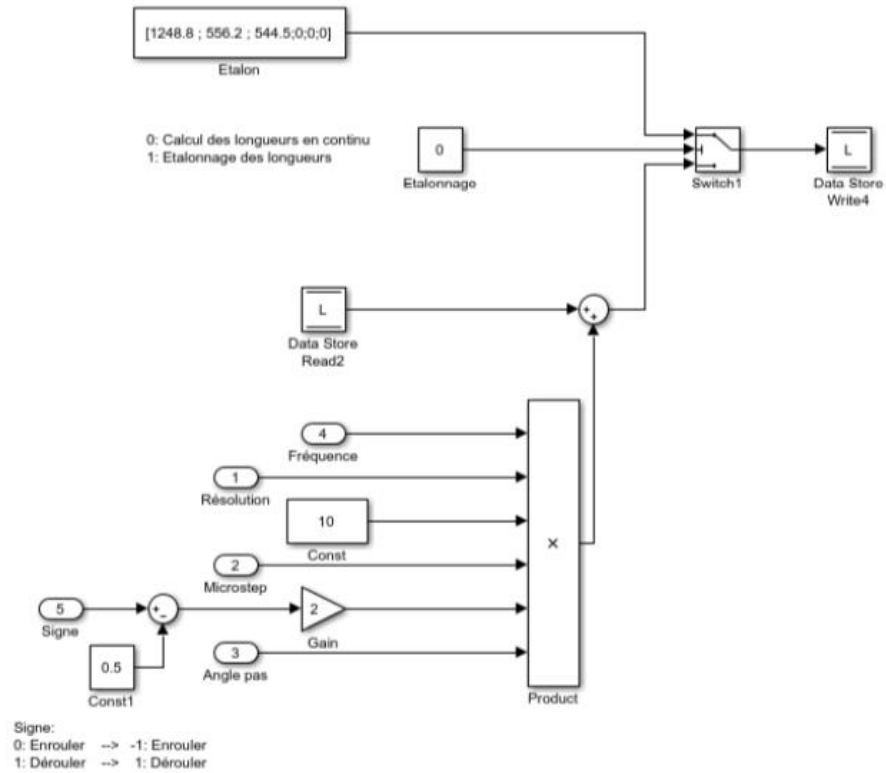 [1248.8 ; 556.2 ; 544.5;0;0;0]
Etalon
0: Calcul des longueurs en continu
1: Etalonnage des longueurs
0
Etalonnage
Switch1
L
Data Store
Write4
L
Data Store
Read2
+
+
4
Fréquence
1
Résolution
10
Const
×
2
Microstep
5
Signe
+
-
2
Gain
0.5
Const1
3
Angle pas
Product
Signe:
0: Enrouler --> -1: Enrouler
1: Dérouler --> 1: Dérouler